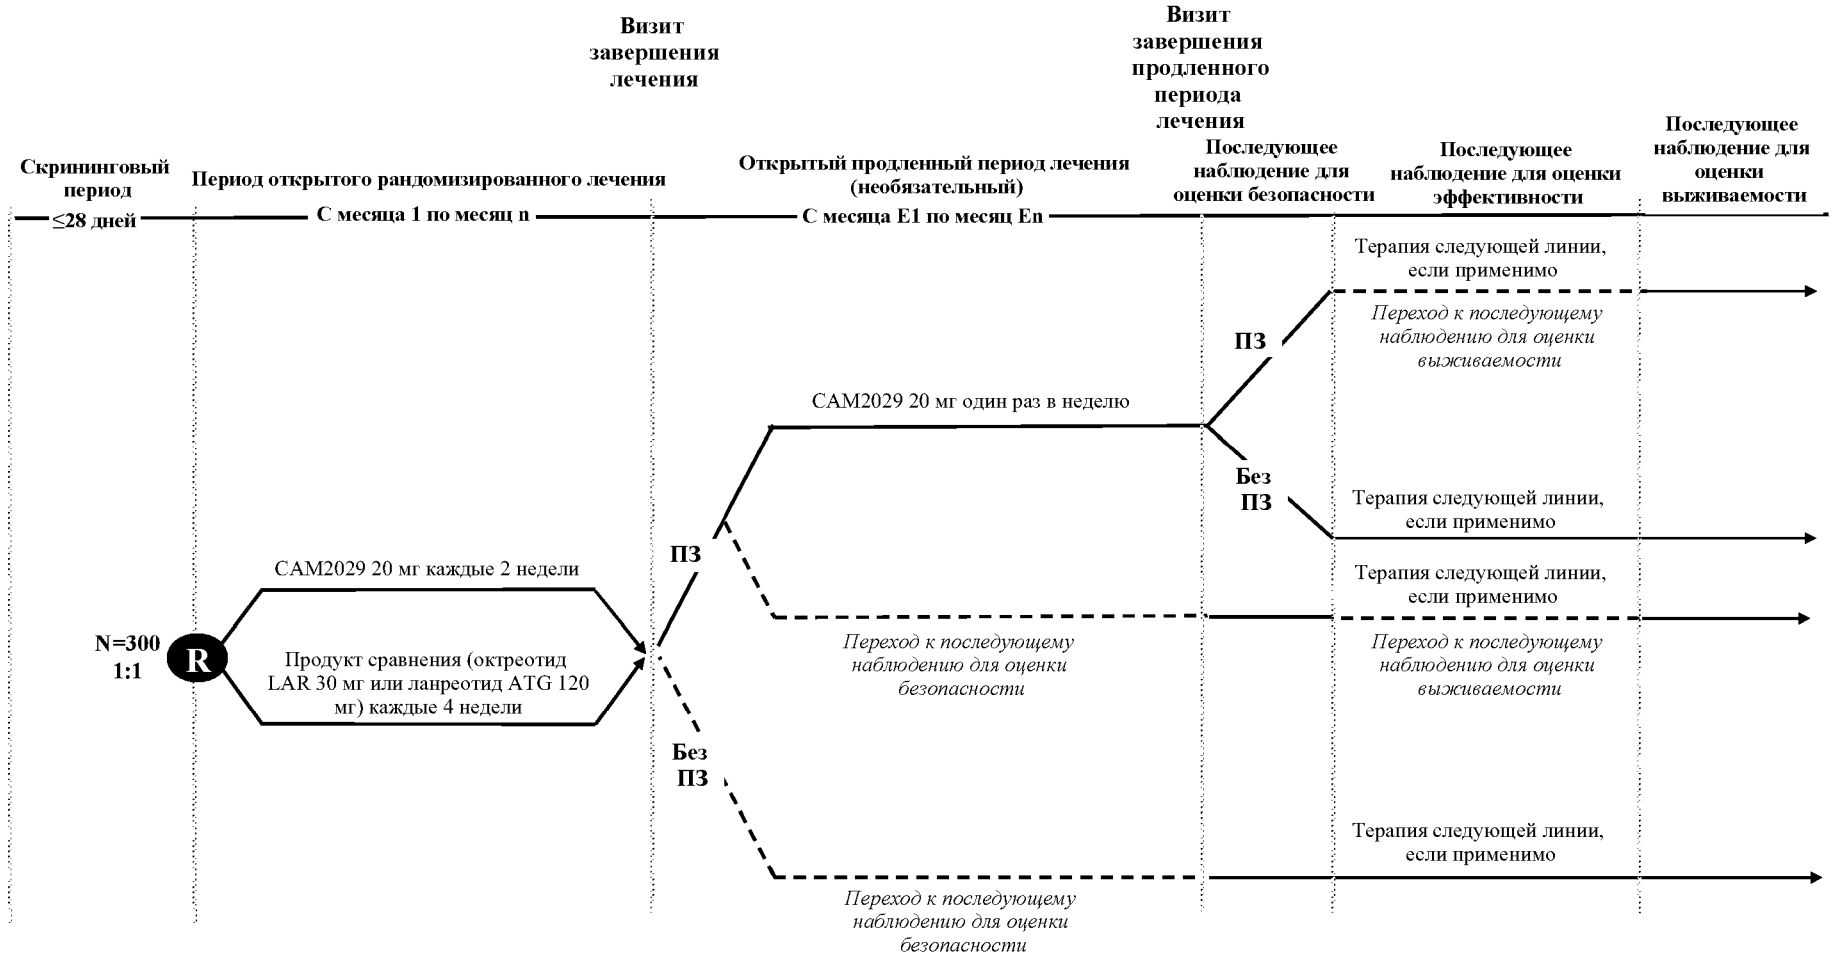 Визит
завершения
лечения
Визит
завершения
продленного
периода
лечения
Скрининговый
период
≤28 дней
Период открытого рандомизированного лечения
С месяца 1 по месяц n
Открытый продленный период лечения
(необязательный)
С месяца E1 по месяц En
Последующее
наблюдение для
оценки безопасности
Последующее
наблюдение для оценки
эффективности
Последующее
наблюдение для
оценки
выживаемости
Терапия следующей линии,
если применимо
Переход к последующему
наблюдению для оценки
выживаемости
ПЗ
CAM2029 20 мг один раз в неделю
Без
ПЗ
Терапия следующей линии,
если применимо
ПЗ
CAM2029 20 мг каждые 2 недели
Терапия следующей линии,
если применимо
N=300
1:1
R
Продукт сравнения (октреотид
LAR 30 мг или ланреотид ATG 120
мг) каждые 4 недели
Переход к последующему
наблюдению для оценки
безопасности
Переход к последующему
наблюдению для оценки
выживаемости
Без
ПЗ
Терапия следующей линии,
если применимо
Переход к последующему
наблюдению для оценки
безопасности